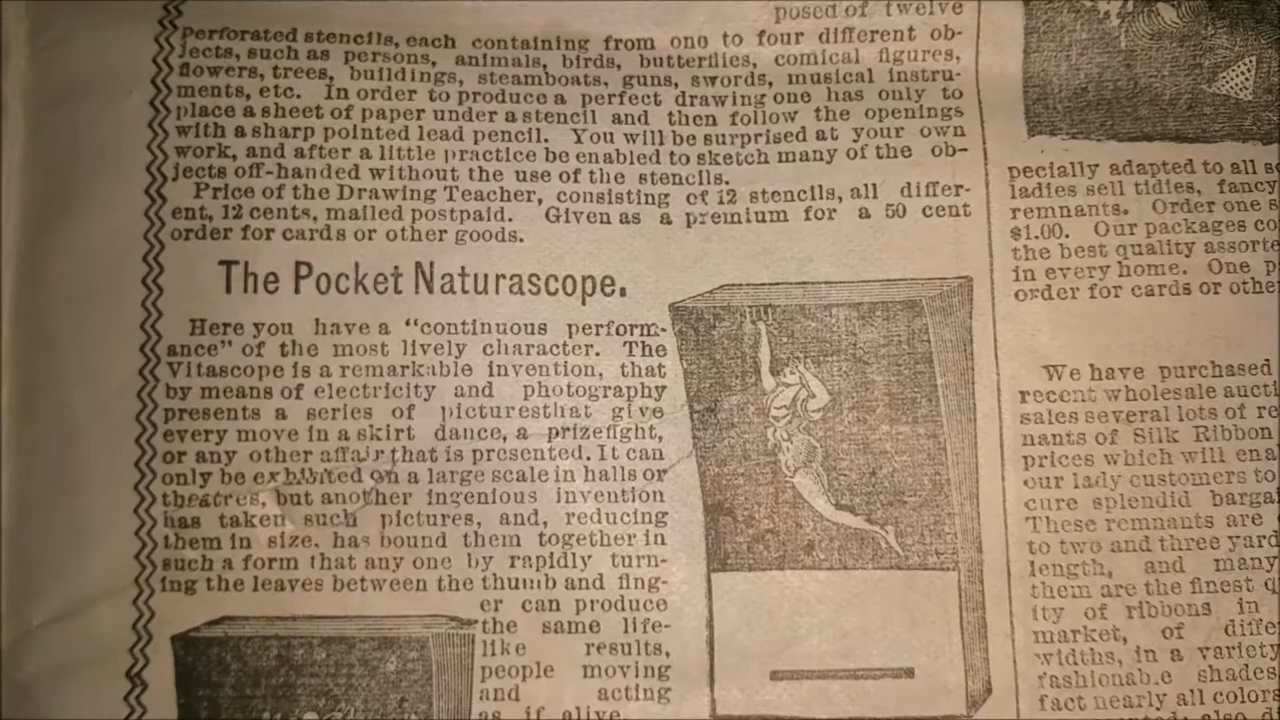 posed of twelve
Perforated stencils, each containing from one to four different ob-
jects, such as persons, animals, birds, butterflies, comical figures,
flowers, trees, buildings, steamboats, guns, swords, musical instru-
ments, etc. In order to produce a perfect drawing one has only to
place a sheet of paper under a stencil and then follow the openings
with a sharp pointed lead pencil. You will be surprised at your own
work, and after a little practice be enabled to sketch many of the ob-
jects off-handed without the use of the stencils.
Price of the Drawing Teacher, consisting of 12 stencils, all differ-
ent, 12 cents, mailed postpaid. Given as a premium for a 50 cent
order for cards or other goods.
The Pocket Naturascope.
Here you have a "continuous perform-
ance" of the most lively character. The
Vitascope is a remarkable invention, that
by means of electricity and photography
presents a series of picturesthat give
every move in a skirt dance, a prizefight,
or any other affair that is presented. It can
only be exhibited on a large scale in halls or
theatres, but another ingenious invention
has taken such pictures, and, reducing
them in size, has bound them together in
such a form that any one by rapidly turn-
ing the leaves between the thumb and fing-
er can produce
the same life-
like results,
people moving
and acting
as if alive.
pecially adapted to all
ladies sell tidies, fancy
remnants. Order one
$1.00. Our packages
the best quality
in every home. One
order for cards or
We have purchased
recent wholesale
sales several lots of
nants of Silk Ribbon
prices which will
our lady customers to
cure splendid
These remnants are
to two and three
length, and many
them are the finest
ity of ribbons in
market, of
widths, in a variety
fashionable shades
fact nearly all colors